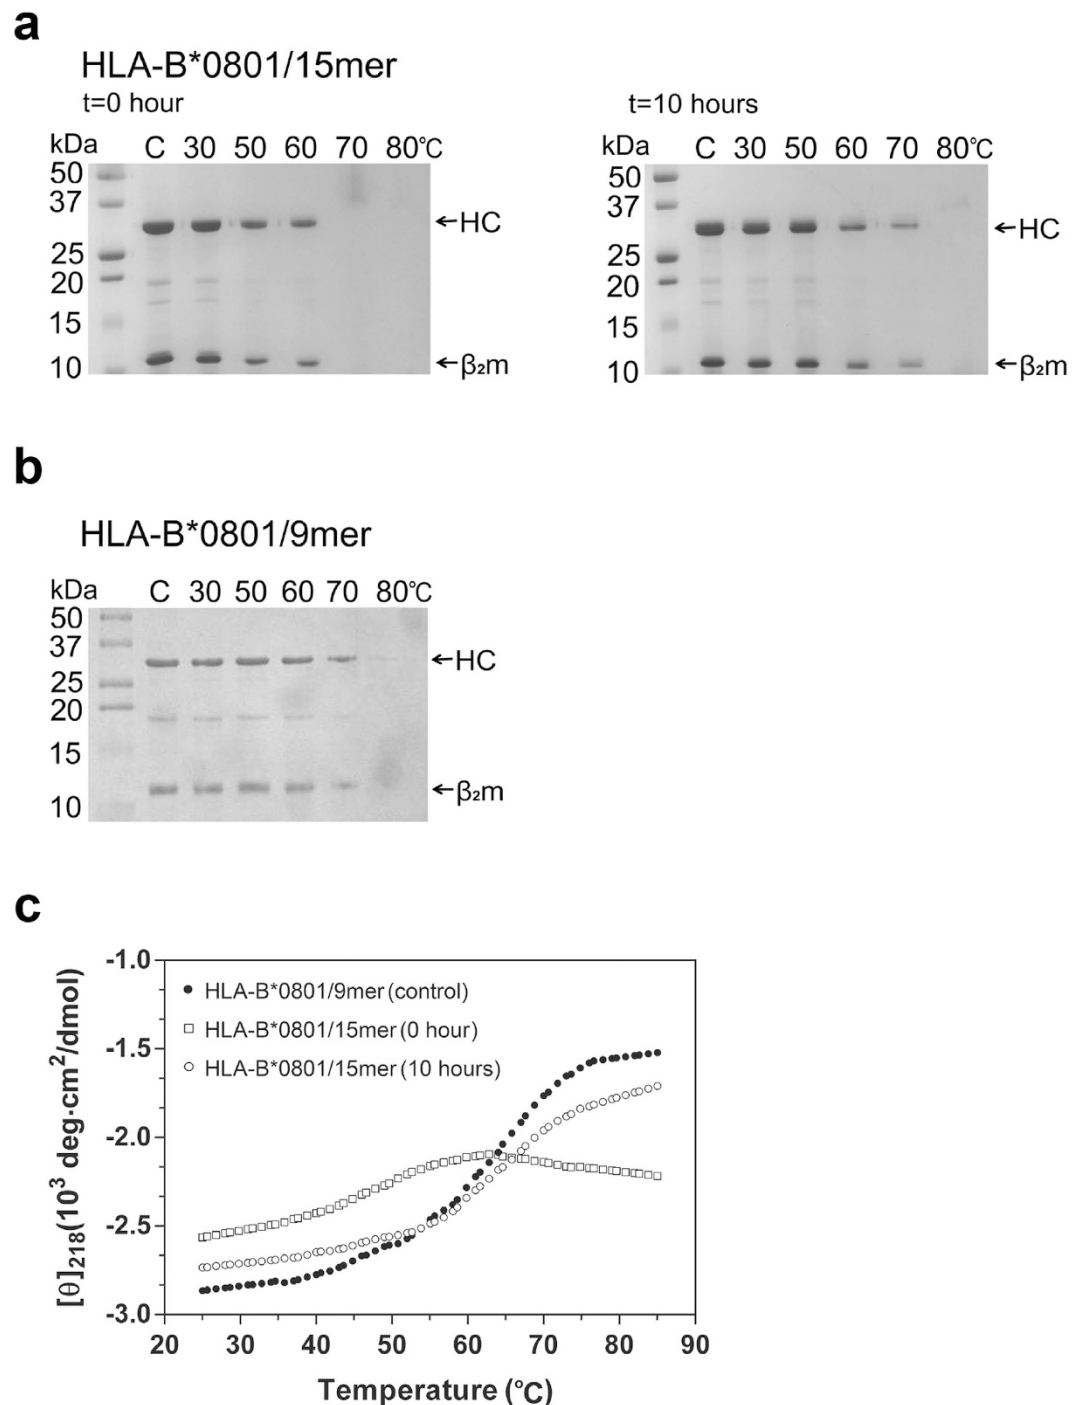 a
HLA-B*0801/15mer
t=0 hour
t=10 hours
kDa C 30 50 60 70 80°C
50
37
25
20
15
10
←HC
←β₂m
kDa C 30 50 60 70 80°C
50
37
25
20
15
10
←HC
←β₂m
b
HLA-B*0801/9mer
kDa C 30 50 60 70 80°C
50
37
25
20
15
10
←HC
←β₂m
c
[θ]₂₁₈(10³ deg·cm²/dmol)
-1.0
-1.5
-2.0
-2.5
-3.0
● HLA-B*0801/9mer (control)
□ HLA-B*0801/15mer (0 hour)
○ HLA-B*0801/15mer (10 hours)
20 30 40 50 60 70 80 90
Temperature (°C)